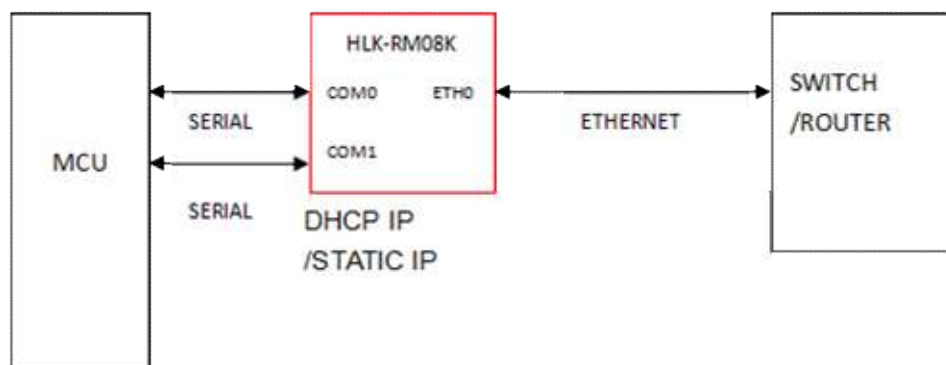 HLK-RM08K
COM0 ETH0
SERIAL
ETHERNET
SWITCH
/ROUTER
MCU
COM1
SERIAL
DHCP IP
/STATIC IP